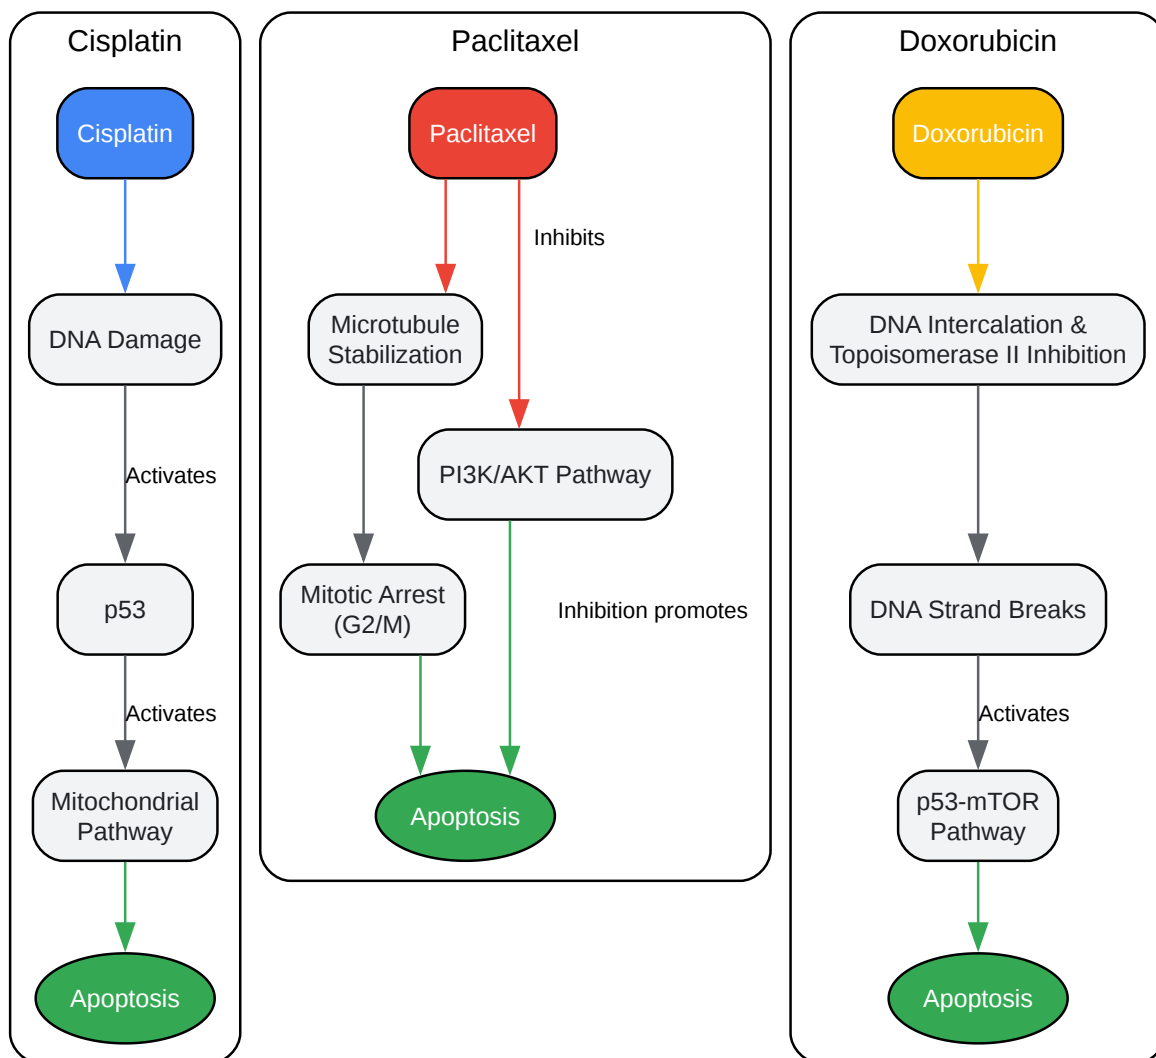 Cisplatin
Cisplatin
DNA Damage
Activates
p53
Activates
Mitochondrial
Pathway
Apoptosis
Paclitaxel
Paclitaxel
Inhibits
Microtubule
Stabilization
PI3K/AKT Pathway
Mitotic Arrest
(G2/M)
Inhibition promotes
Apoptosis
Doxorubicin
Doxorubicin
DNA Intercalation &
Topoisomerase II Inhibition
DNA Strand Breaks
Activates
p53-mTOR
Pathway
Apoptosis